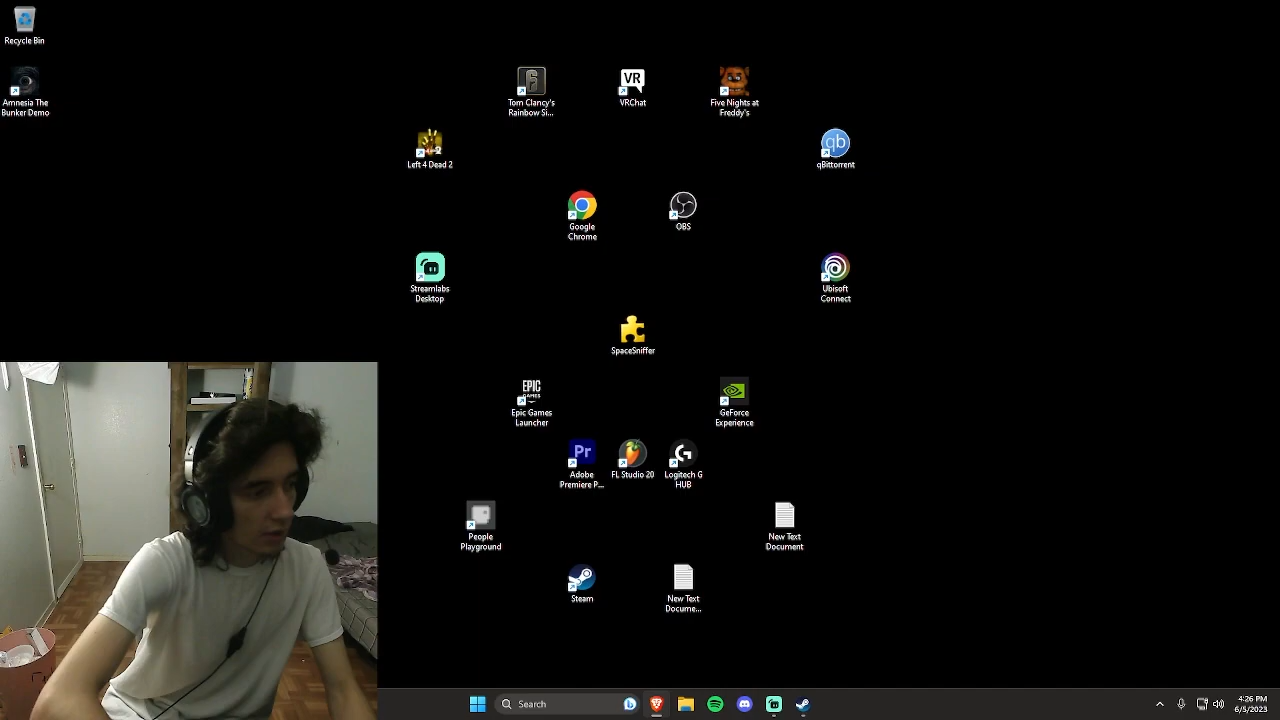 Recycle Bin
Amnesia The
Bunker Demo
Tom Clancy's
Rainbow Si...
VR
VRChat
Five Nights at
Freddy's
2
Left 4 Dead 2
qb
qBittorrent
Google
Chrome
OBS
Streamlabs
Desktop
Ubisoft
Connect
SpaceSniffer
EPIC
GAMES
Epic Games
Launcher
GeForce
Experience
Pr
Adobe
Premiere P...
FL Studio 20
G
Logitech G
HUB
People
Playground
New Text
Document
Steam
New Text
Docume...
Search
4:26 PM
6/5/2023